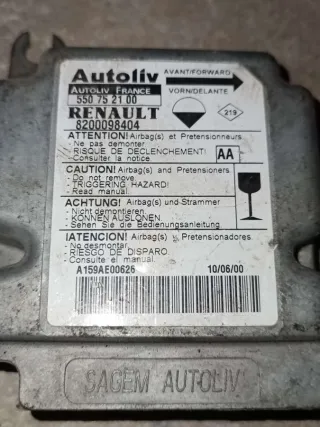 Autoliv
AVANT/FORWARD
AUTOLIV FRANCE
VORN/DELANTE
550 75 21 00
RENAULT
219
8200098404
ATTENTION! Airbag(s) et Pretensionneurs
- Ne pas demonter
- RISQUE DE DECLENCHEMENT!
- Consulter la notice
AA
CAUTION! Airbag(s) and Pretensioners
- Do not remove.
- TRIGGERING HAZARD!
- Read manual.
ACHTUNG! Airbag(s) und-Strammer
- Nicht demontieren.
- KONNEN AUSLONEN
- Sehen Sie die Bedienungsanleitung
IATENCION! Airbag(s) y Pretensionadores.
- No desmontar
- RIESGO DE DISPARO
- Consulte el manual
A159AE00626
10/06/00
SAGEM AUTOLIV